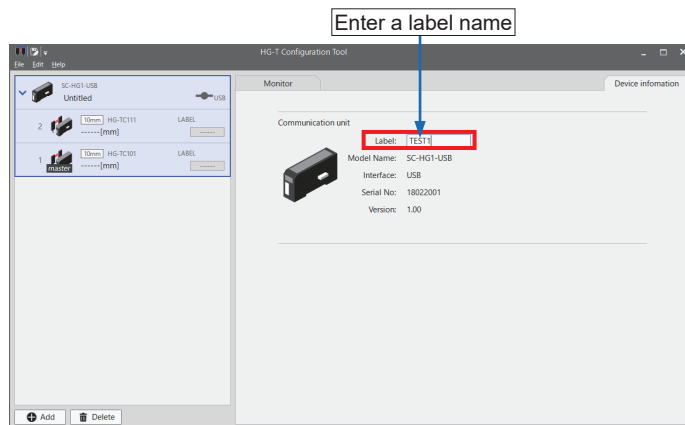 Enter a label name
HG-T Configuration Tool
File Edit Help
SC-HG1-USB
Untitled
USB
2 10mm HG-TC111 LABEL
------[mm] ------
1 10mm HG-TC101 LABEL
master ------[mm] ------
Add Delete
Monitor
Device infomation
Communication unit
Label: TEST1
Model Name: SC-HG1-USB
Interface: USB
Serial No: 18022001
Version: 1.00